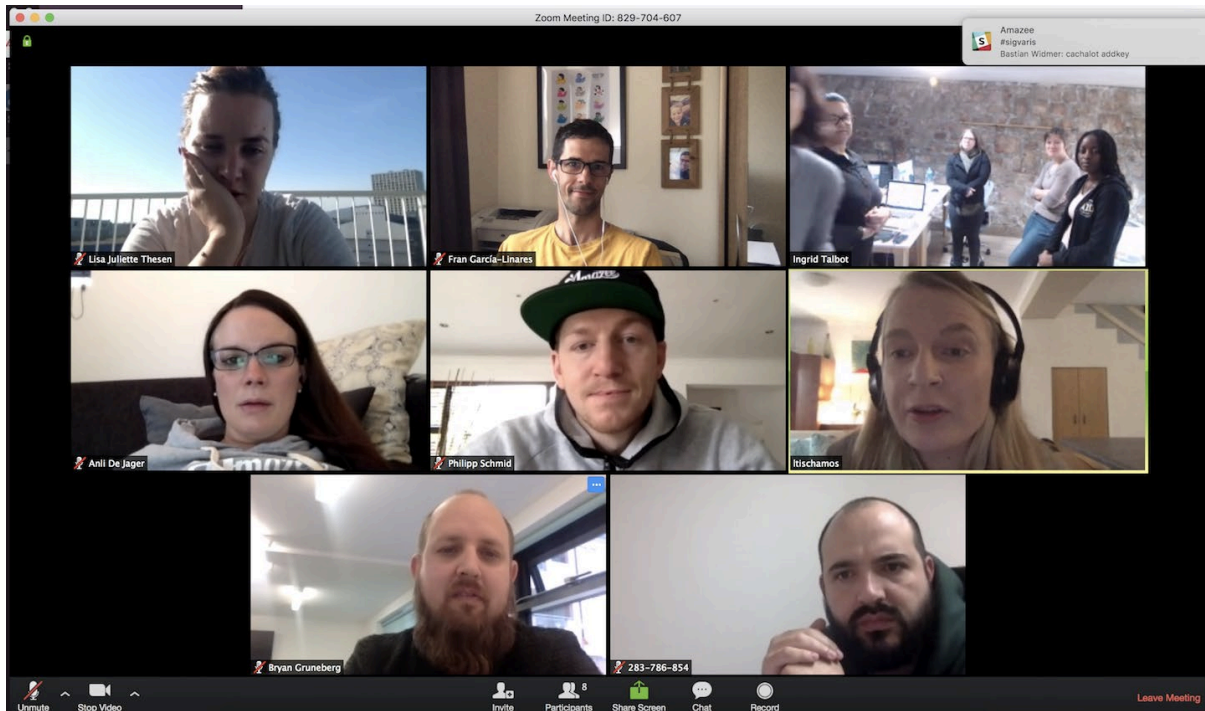 Zoom Meeting ID: 829-704-607
Amazee
#sigvaris
Bastian Widmer: cachalot addkey
S
Lisa Juliette Thesen
Fran García-Linares
Ingrid Talbot
Amazee
Anli De Jager
Philipp Schmid
ltischamos
Bryan Gruneberg
283-786-854
Unmute
Stop Video
Invite
Participants 8
Share Screen
Chat
Record
Leave Meeting